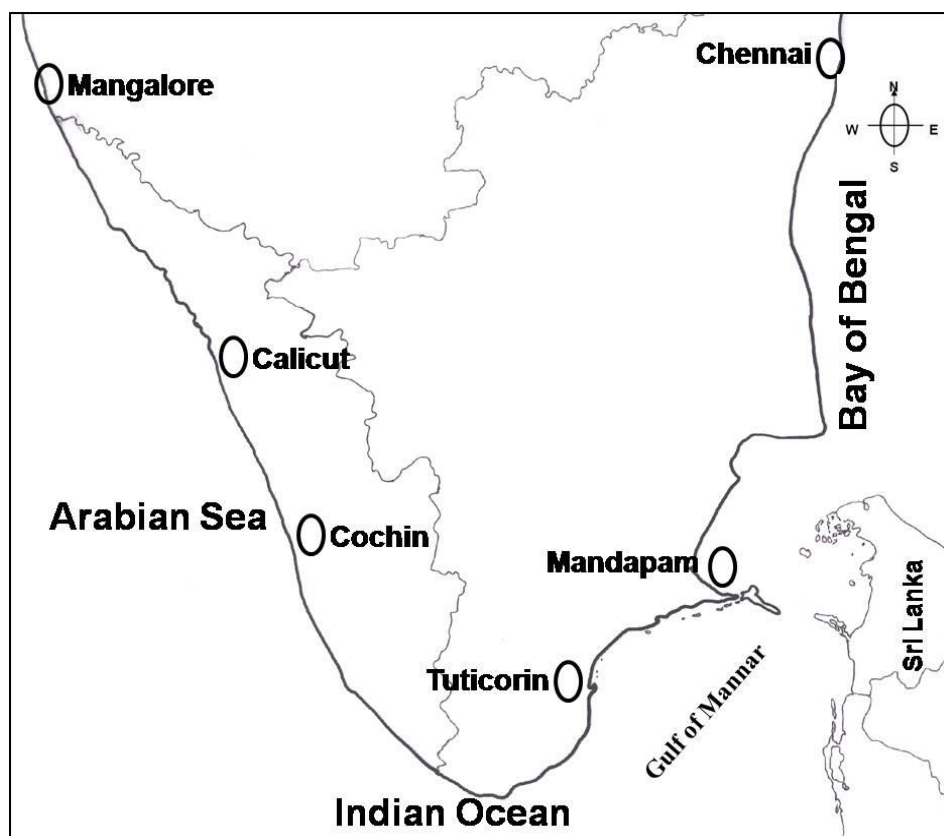 Chennai
Mangalore
N
W E
S
Bay of Bengal
Calicut
Arabian Sea
Cochin
Mandapam
Sri Lanka
Tuticorin
Gulf of Mannar
Indian Ocean